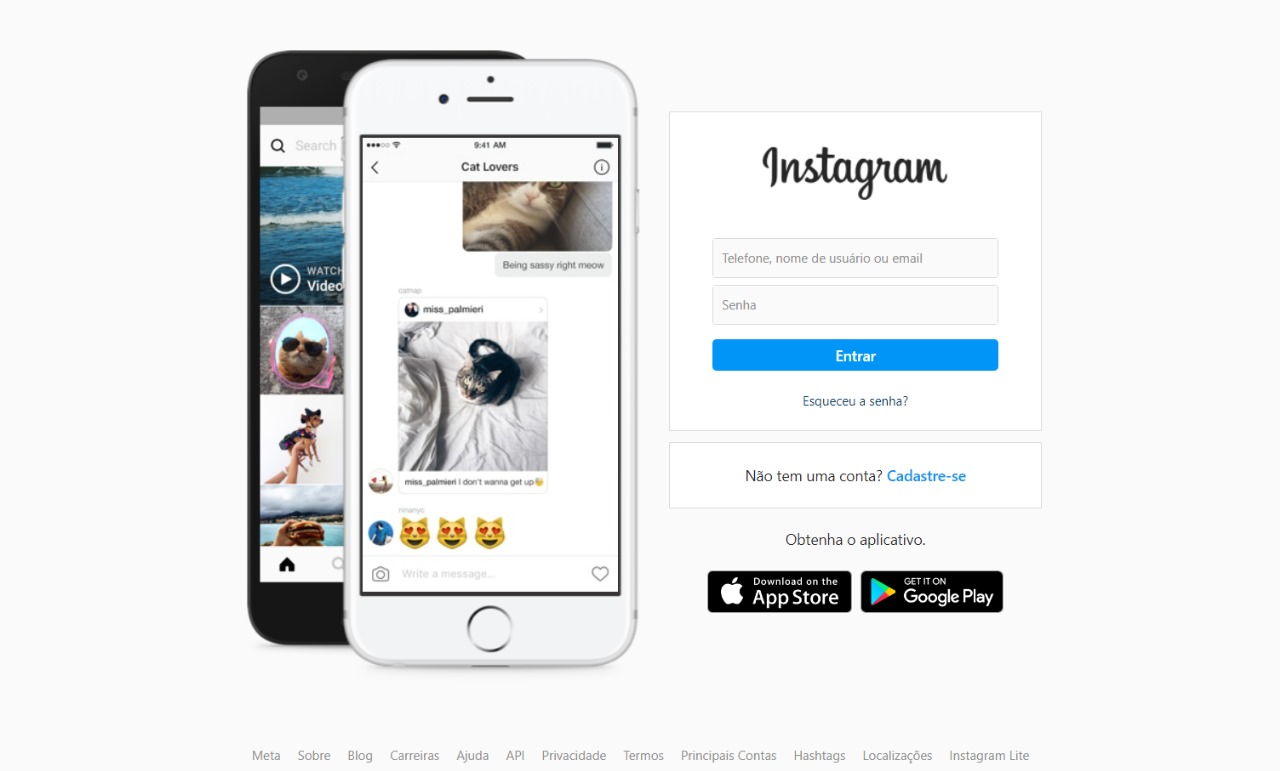 Search
WATCH
Video
9:41 AM
Cat Lovers
Being sassy right meow
catnap
miss_palmieri
miss_palmieri I don't wanna get up👋
😻😻😻
Write a message...
Instagram
Telefone, nome de usuário ou email
Senha
Entrar
Esqueceu a senha?
Não tem uma conta? Cadastre-se
Obtenha o aplicativo.
Download on the
App Store
GET IT ON
Google Play
Meta Sobre Blog Carreiras Ajuda API Privacidade Termos Principais Contas Hashtags Localizações Instagram Lite